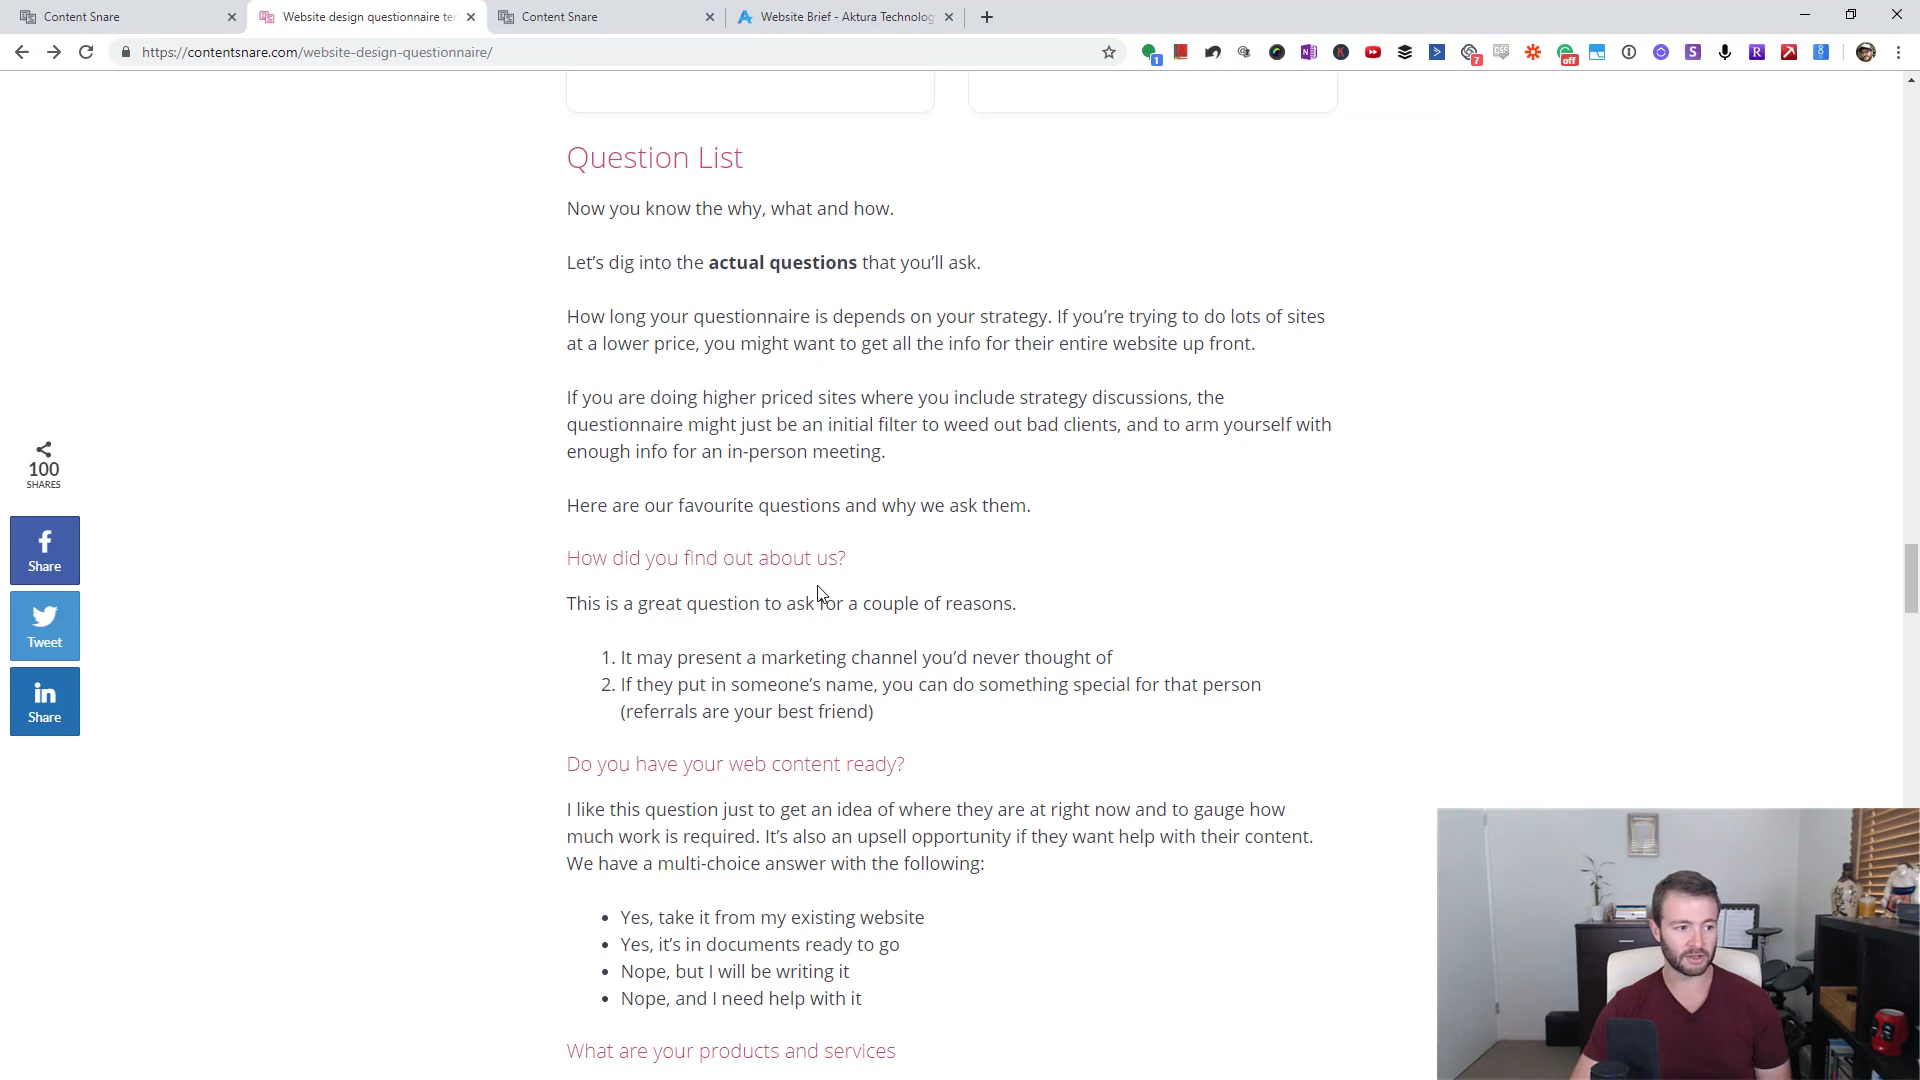 Content Snare
Website design questionnaire te
Content Snare
Website Brief - Aktura Technolog
https://contentsnare.com/website-design-questionnaire/
1
7
off
Question List
Now you know the why, what and how.
Let's dig into the actual questions that you'll ask.
How long your questionnaire is depends on your strategy. If you're trying to do lots of sites
at a lower price, you might want to get all the info for their entire website up front.
If you are doing higher priced sites where you include strategy discussions, the
questionnaire might just be an initial filter to weed out bad clients, and to arm yourself with
enough info for an in-person meeting.
Here are our favourite questions and why we ask them.
How did you find out about us?
This is a great question to ask for a couple of reasons.
1. It may present a marketing channel you'd never thought of
2. If they put in someone's name, you can do something special for that person
(referrals are your best friend)
Do you have your web content ready?
I like this question just to get an idea of where they are at right now and to gauge how
much work is required. It's also an upsell opportunity if they want help with their content.
We have a multi-choice answer with the following:
• Yes, take it from my existing website
• Yes, it's in documents ready to go
• Nope, but I will be writing it
• Nope, and I need help with it
What are your products and services
100
SHARES
Share
Tweet
Share